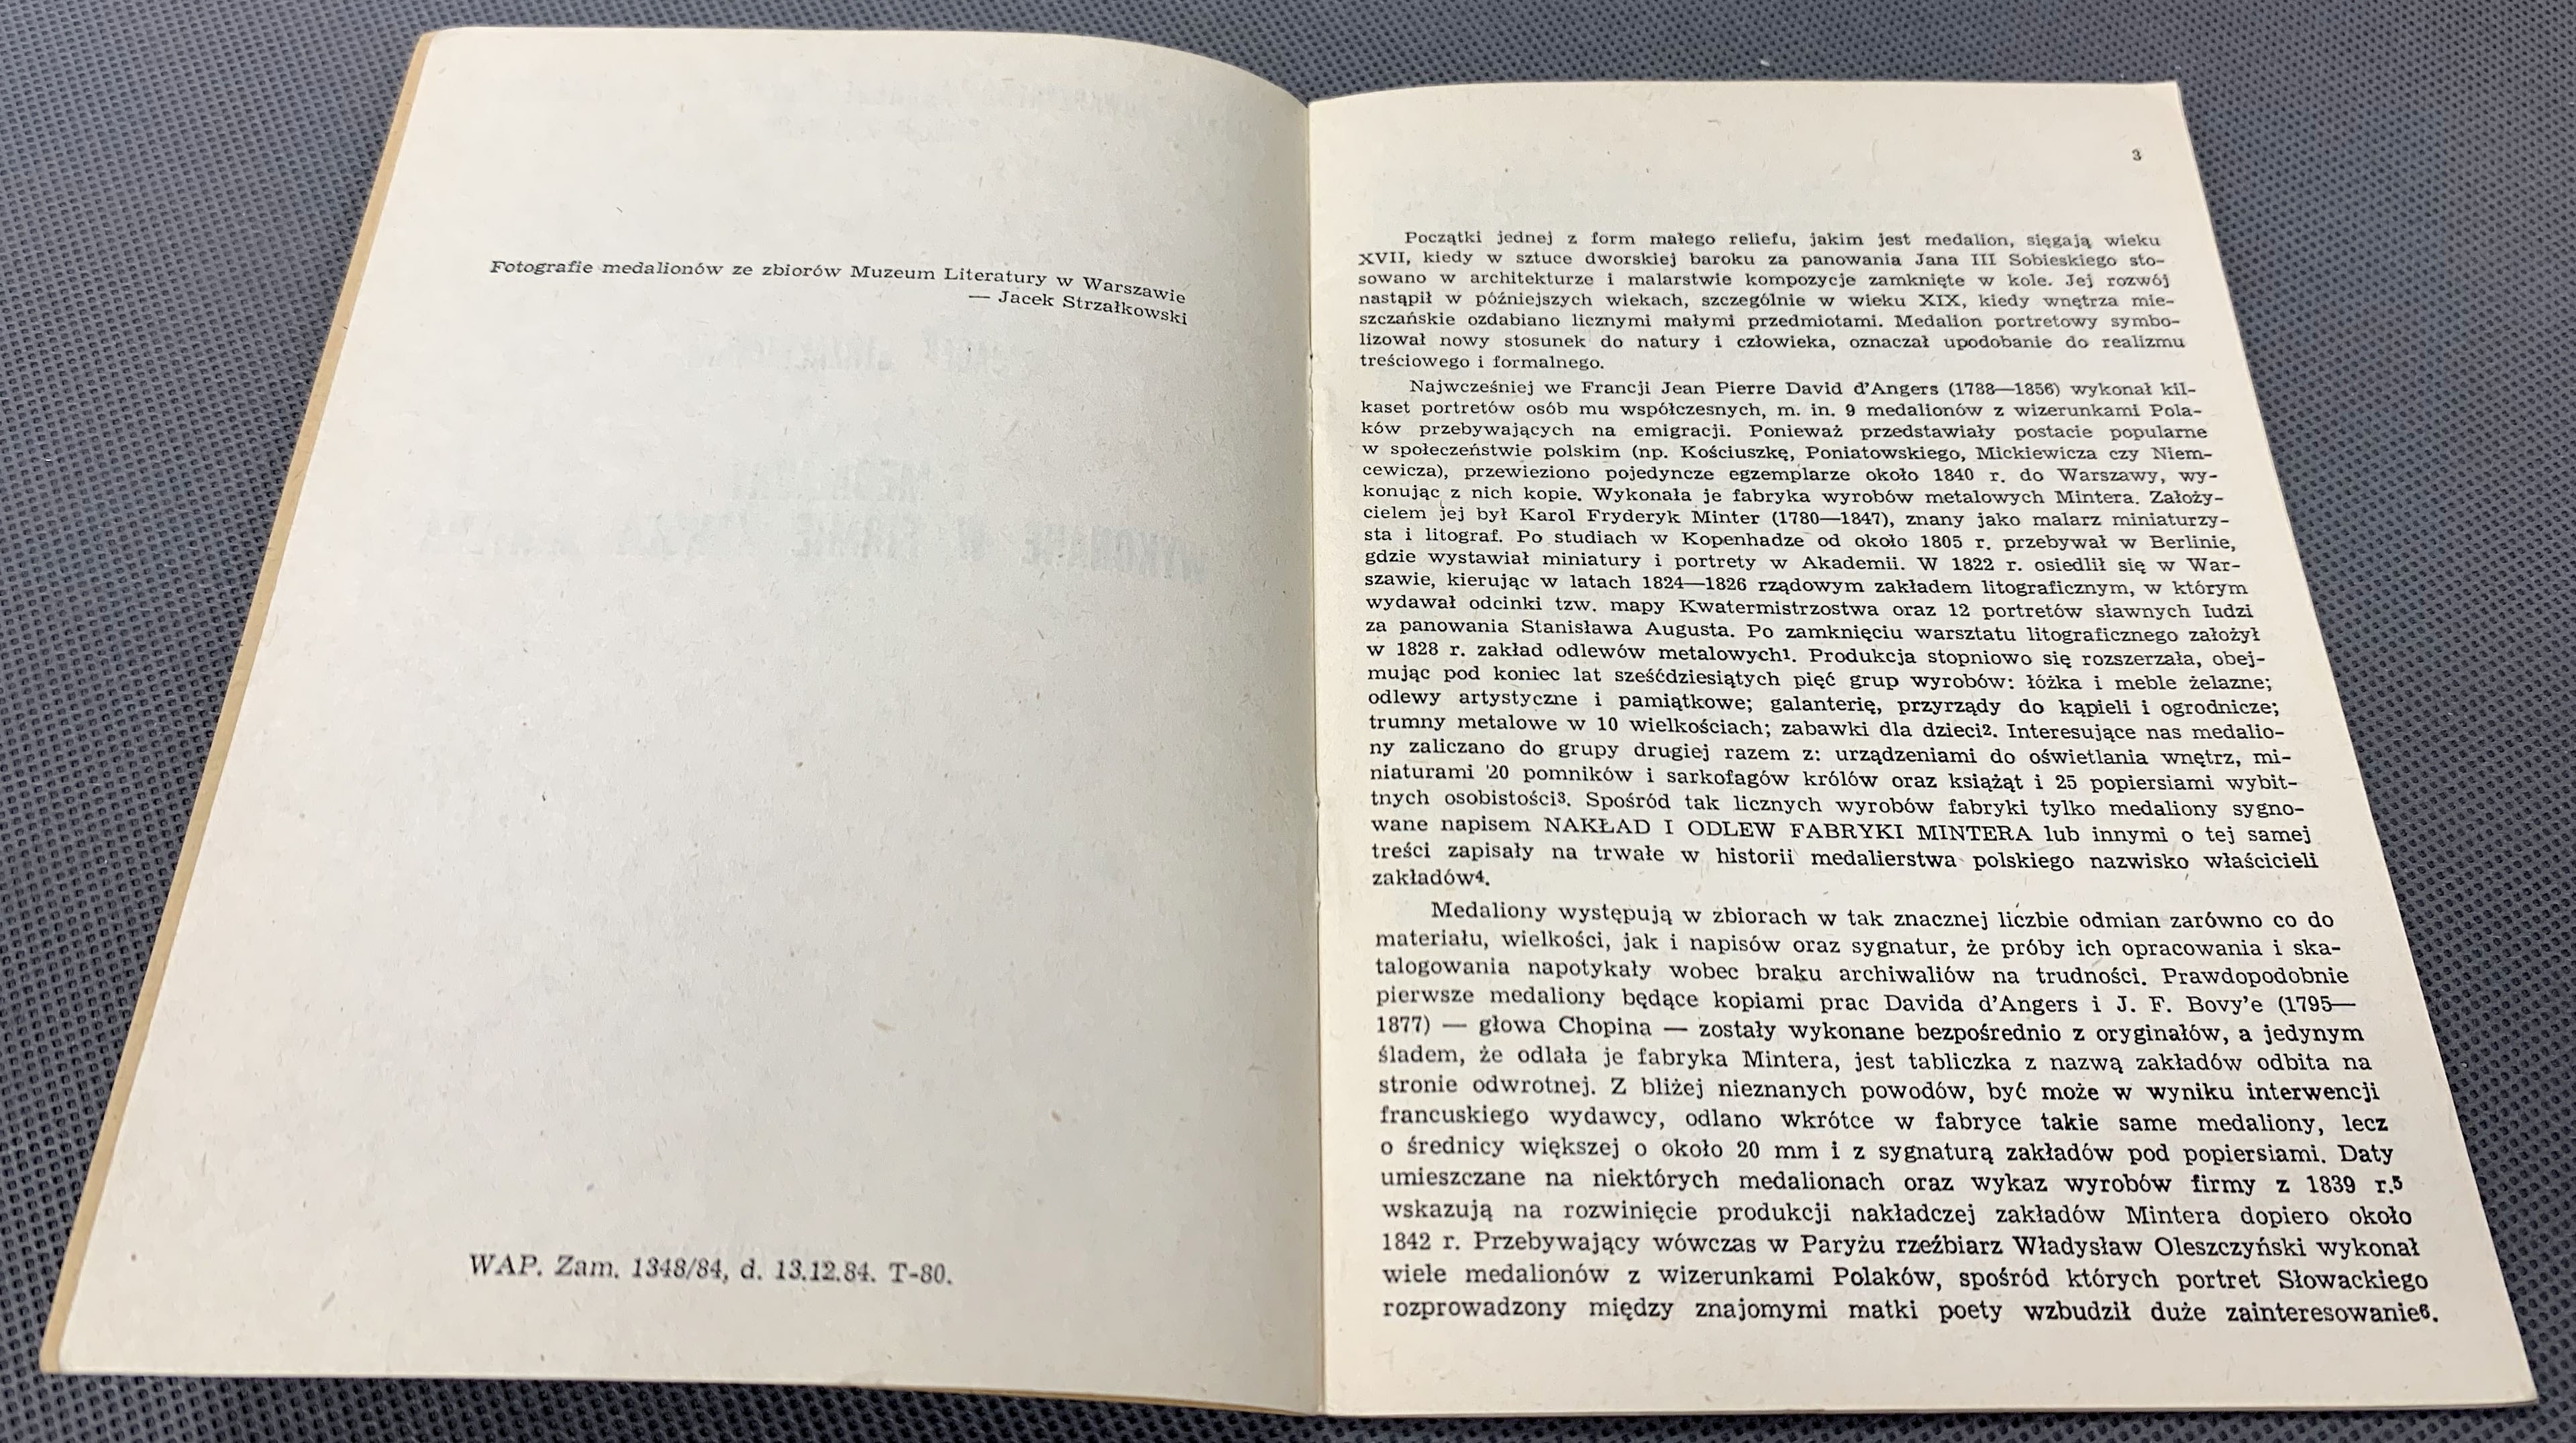 Fotografie medalionów ze zbiorów Muzeum Literatury w Warszawie
— Jacek Strzałkowski
WAP. Zam. 1348/84, d. 13.12.84. T-80.
3
Początki jednej z form małego reliefu, jakim jest medalion, sięgają wieku
XVII, kiedy w sztuce dworskiej baroku za panowania Jana III Sobieskiego sto-
sowano w architekturze i malarstwie kompozycje zamknięte w kole. Jej rozwój
nastąpił w późniejszych wiekach, szczególnie w wieku XIX, kiedy wnętrza mie-
szczańskie ozdabiano licznymi małymi przedmiotami. Medalion portretowy symbo-
lizował nowy stosunek do natury i człowieka, oznaczał upodobanie do realizmu
treściowego i formalnego.
Najwcześniej we Francji Jean Pierre David d'Angers (1788—1856) wykonał kil-
kaset portretów osób mu współczesnych, m. in. 9 medalionów z wizerunkami Pola-
ków przebywających na emigracji. Ponieważ przedstawiały postacie popularne
w społeczeństwie polskim (np. Kościuszkę, Poniatowskiego, Mickiewicza czy Niem-
cewicza), przewieziono pojedyncze egzemplarze około 1840 r. do Warszawy, wy-
konując z nich kopie. Wykonała je fabryka wyrobów metalowych Mintera. Założy-
cielem jej był Karol Fryderyk Minter (1780—1847), znany jako malarz miniaturzy-
sta i litograf. Po studiach w Kopenhadze od około 1805 r. przebywał w Berlinie,
gdzie wystawiał miniatury i portrety w Akademii. W 1822 r. osiedlił się w War-
szawie, kierując w latach 1824—1826 rządowym zakładem litograficznym, w którym
wydawał odcinki tzw. mapy Kwatermistrzostwa oraz 12 portretów sławnych ludzi
za panowania Stanisława Augusta. Po zamknięciu warsztatu litograficznego założył
w 1828 r. zakład odlewów metalowych¹. Produkcja stopniowo się rozszerzała, obej-
mując pod koniec lat sześćdziesiątych pięć grup wyrobów: łóżka i meble żelazne;
odlewy artystyczne i pamiątkowe; galanterię, przyrządy do kąpieli i ogrodnicze;
trumny metalowe w 10 wielkościach; zabawki dla dzieci². Interesujące nas medalio-
ny zaliczano do grupy drugiej razem z: urządzeniami do oświetlania wnętrz, mi-
niaturami 20 pomników i sarkofagów królów oraz książąt i 25 popiersiami wybit-
tnych osobistości³. Spośród tak licznych wyrobów fabryki tylko medaliony sygno-
wane napisem NAKŁAD I ODLEW FABRYKI MINTERA lub innymi o tej samej
treści zapisały na trwałe w historii medalierstwa polskiego nazwisko właścicieli
zakładów⁴.
Medaliony występują w zbiorach w tak znacznej liczbie odmian zarówno co do
materiału, wielkości, jak i napisów oraz sygnatur, że próby ich opracowania i ska-
talogowania napotykały wobec braku archiwaliów na trudności. Prawdopodobnie
pierwsze medaliony będące kopiami prac Davida d'Angers i J. F. Bovy'e (1795—
1877) — głowa Chopina — zostały wykonane bezpośrednio z oryginałów, a jedynym
śladem, że odlała je fabryka Mintera, jest tabliczka z nazwą zakładów odbita na
stronie odwrotnej. Z bliżej nieznanych powodów, być może w wyniku interwencji
francuskiego wydawcy, odlano wkrótce w fabryce takie same medaliony, lecz
o średnicy większej o około 20 mm i z sygnaturą zakładów pod popiersiami. Daty
umieszczane na niektórych medalionach oraz wykaz wyrobów firmy z 1839 r.⁵
wskazują na rozwinięcie produkcji nakładczej zakładów Mintera dopiero około
1842 r. Przebywający wówczas w Paryżu rzeźbiarz Władysław Oleszczyński wykonał
wiele medalionów z wizerunkami Polaków, spośród których portret Słowackiego
rozprowadzony między znajomymi matki poety wzbudził duże zainteresowanie⁶.